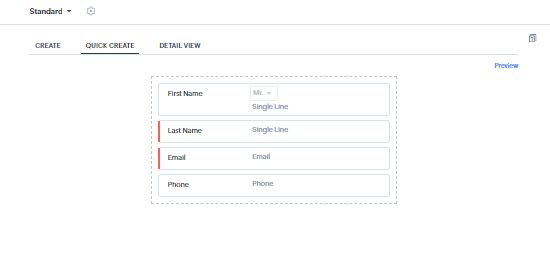 Standard
CREATE QUICK CREATE DETAIL VIEW
Preview
First Name Mr.
Single Line
Last Name Single Line
Email Email
Phone Phone